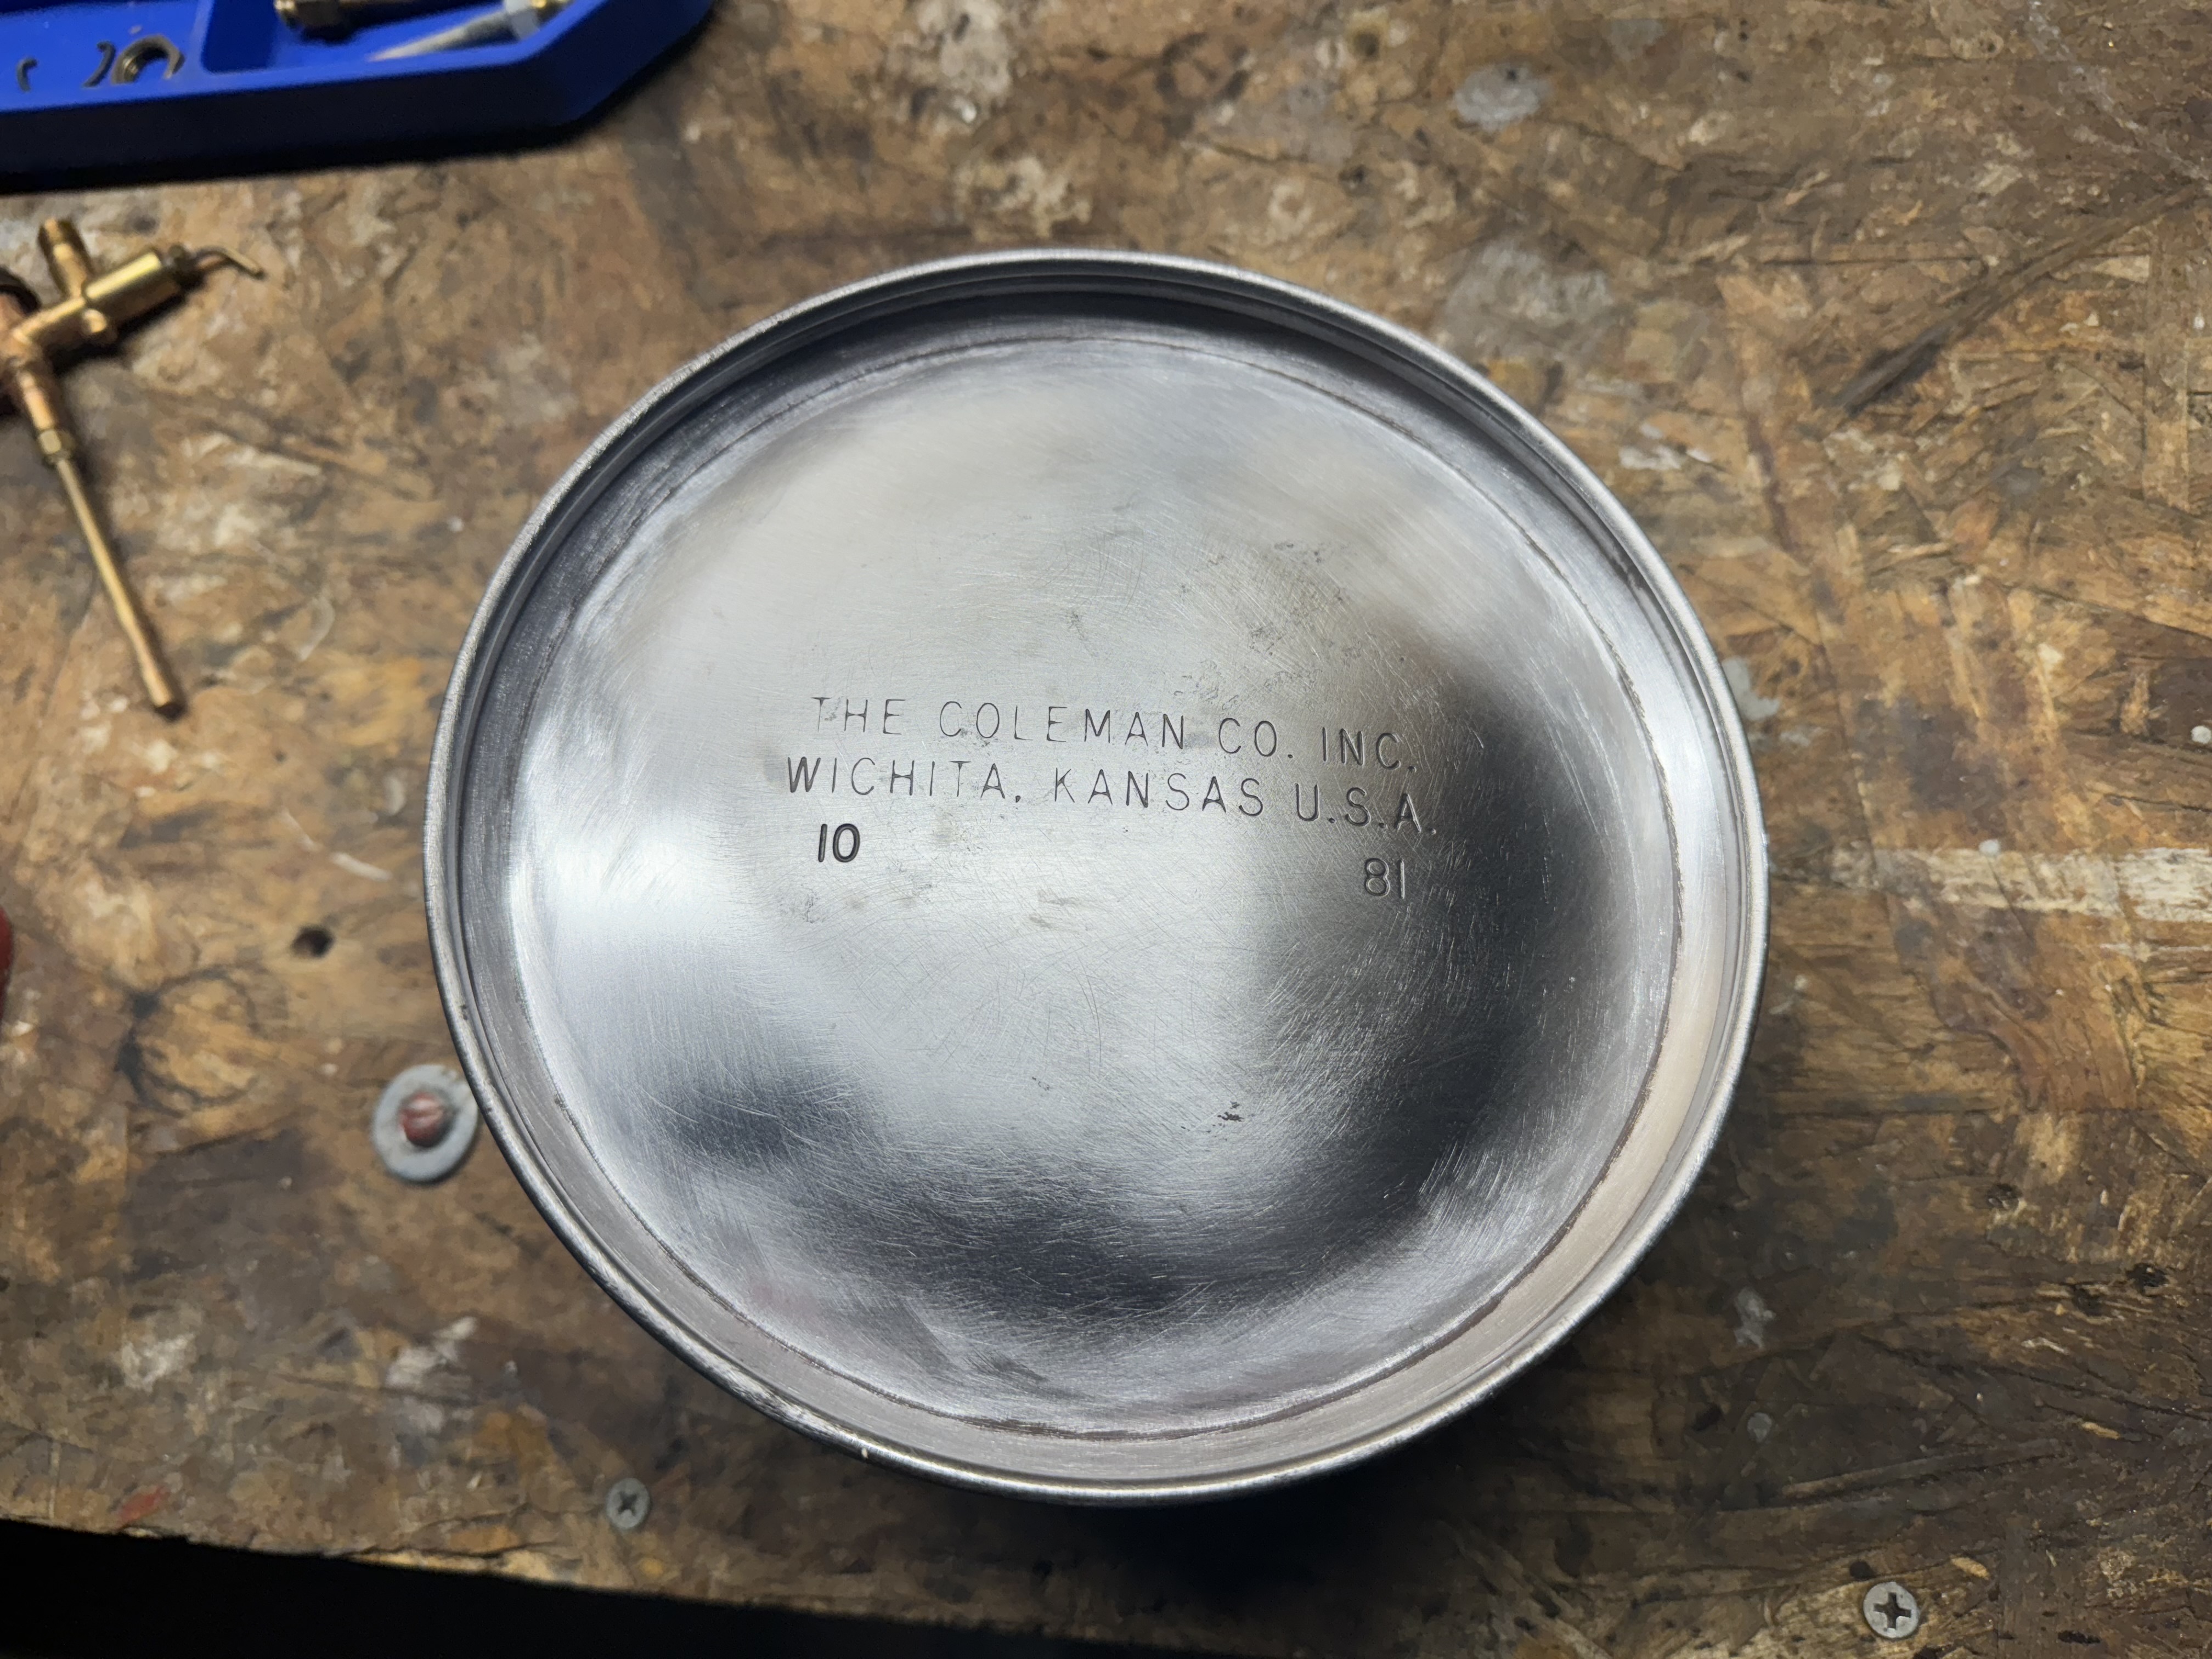 THE COLEMAN CO. INC.
WICHITA, KANSAS U.S.A.
10 81